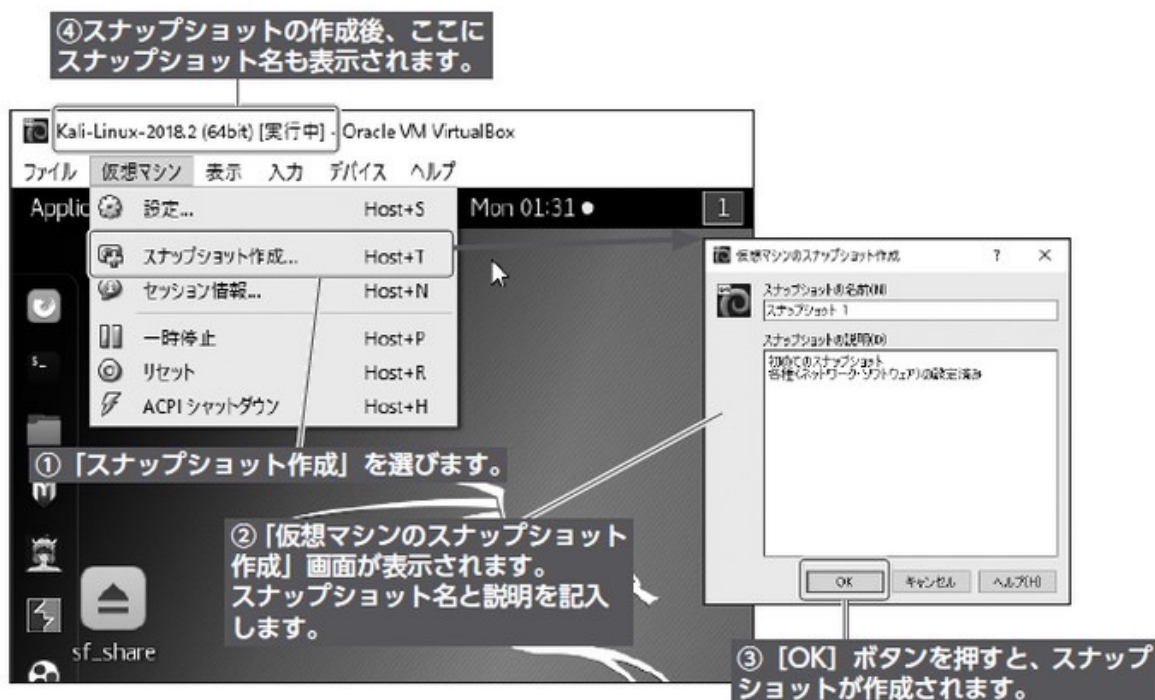 ④スナップショットの作成後、ここに
スナップショット名も表示されます。
Kali-Linux-2018.2 (64bit) [実行中] - Oracle VM VirtualBox
ファイル 仮想マシン 表示 入力 デバイス ヘルプ
Applic
Mon 01:31
1
設定... Host+S
スナップショット作成... Host+T
セッション情報... Host+N
一時停止 Host+P
リセット Host+R
ACPI シャットダウン Host+H
①「スナップショット作成」を選びます。
仮想マシンのスナップショット作成 ? ×
スナップショットの名前(N)
スナップショット 1
スナップショットの説明(D)
初めてのスナップショット
各種(ネットワーク・ソフトウェア)の設定済み
OK キャンセル ヘルプ(H)
②「仮想マシンのスナップショット
作成」画面が表示されます。
スナップショット名と説明を記入
します。
sf_share
③［OK］ボタンを押すと、スナップ
ショットが作成されます。